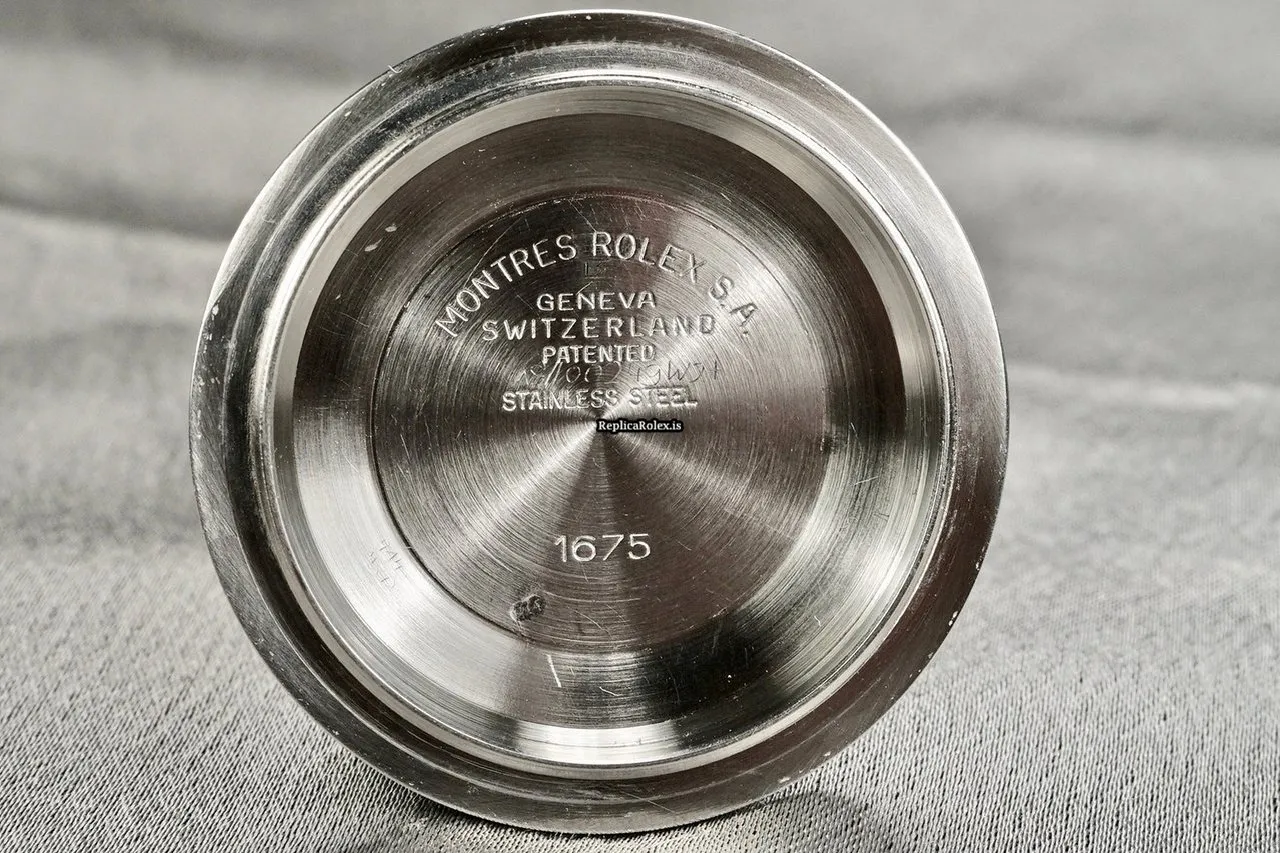 MONTRES ROLEX S.A.
GENEVA
SWITZERLAND
PATENTED
STAINLESS STEEL
ReplicaRolex.is
1675